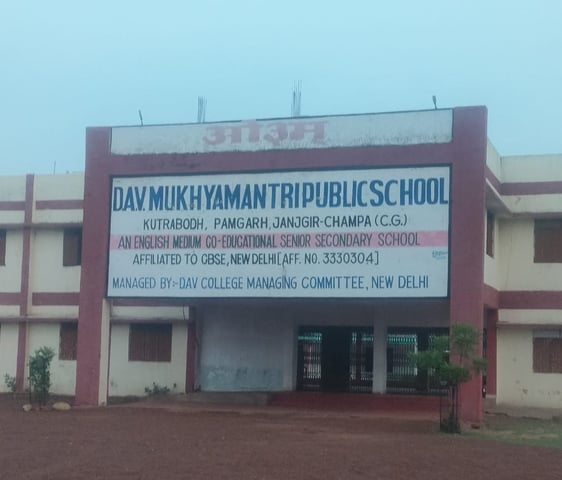 ओ३म्
D.A.V. MUKHYAMANTRI PUBLIC SCHOOL
KUTRABODH, PAMGARH, JANJGIR-CHAMPA (C.G.)
AN ENGLISH MEDIUM CO-EDUCATIONAL SENIOR SECONDARY SCHOOL
AFFILIATED TO CBSE, NEW DELHI [AFF. NO. 3330304]
MANAGED BY:- DAV COLLEGE MANAGING COMMITTEE, NEW DELHI